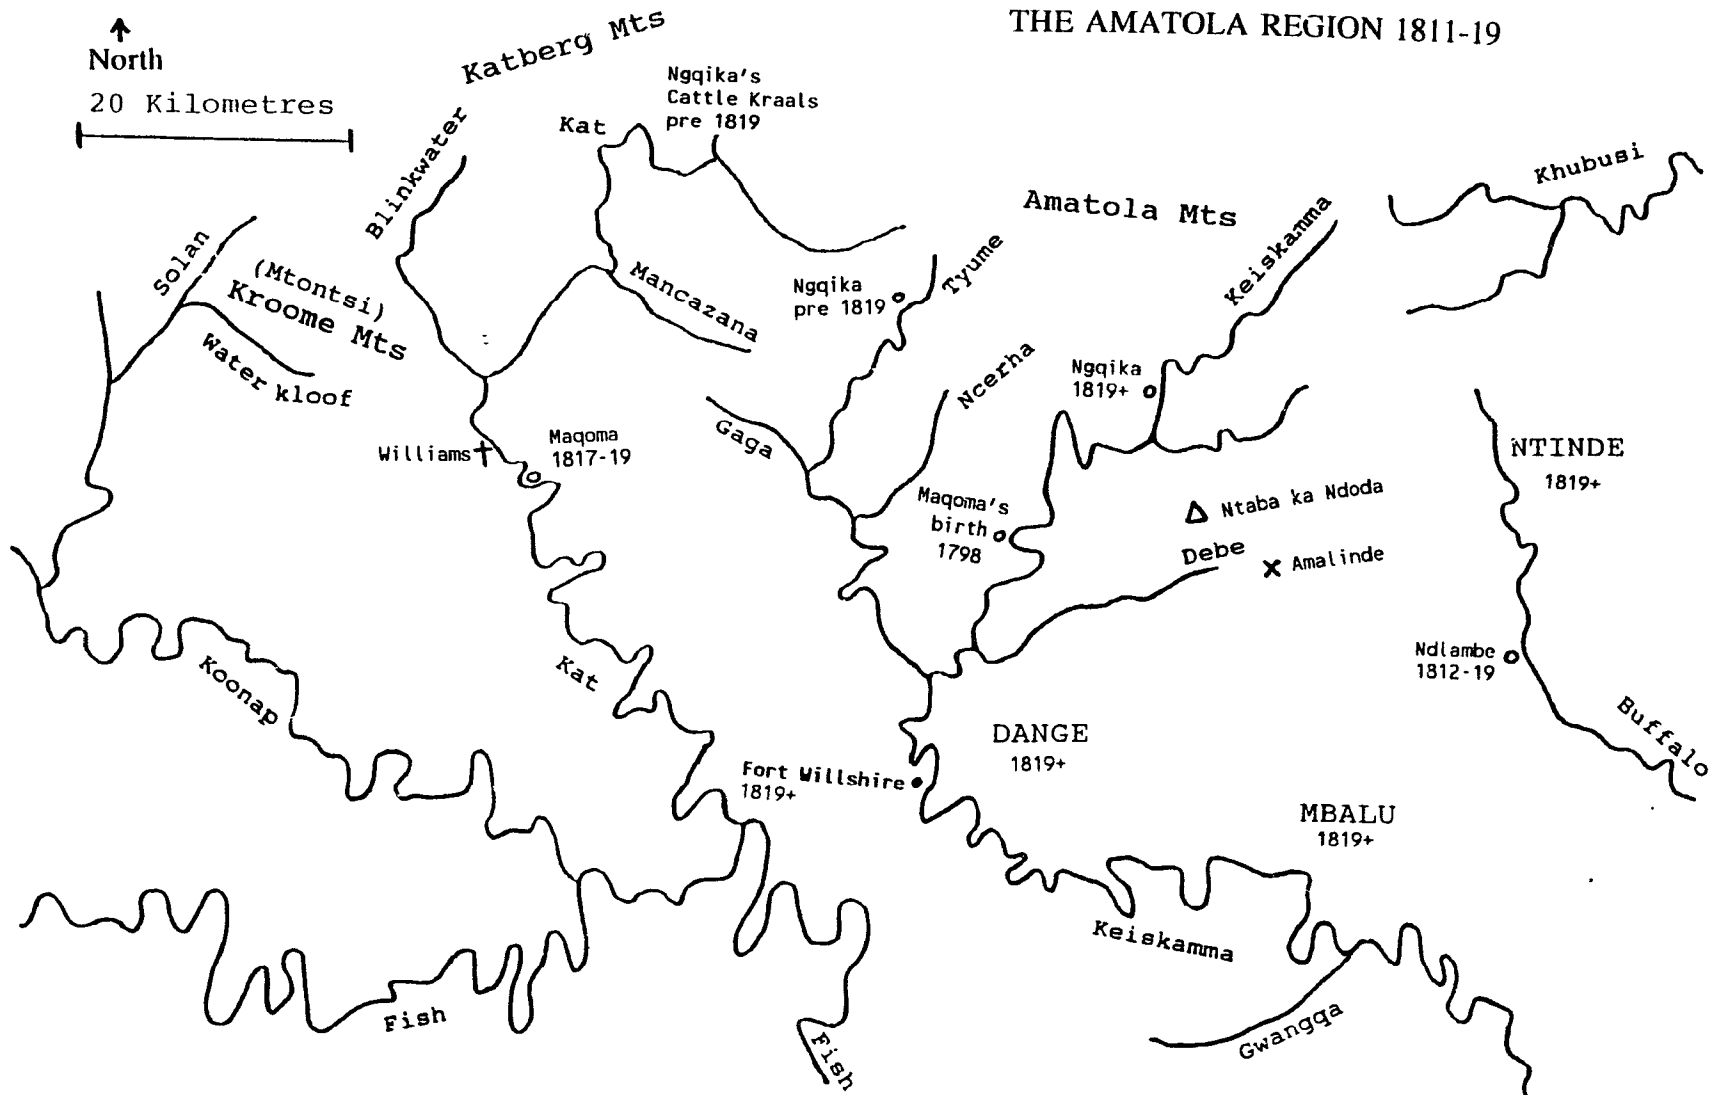 THE AMATOLA REGION 1811-19
North
20 Kilometres
Katberg Mts
Ngqika's
Cattle Kraals
pre 1819
Kat
Blinkwater
Khubusi
Amatola Mts
Keiskamma
Solan
(Mtontsi)
Kroome Mts
Water kloof
Mancazana
Ngqika
pre 1819
Tyume
Ncerha
Ngqika
1819+
Gaga
Williams
Maqoma
1817-19
Maqoma's
birth
1798
NTINDE
1819+
Ntaba ka Ndoda
Debe
Amalinde
Ndlambe
1812-19
Buffalo
Koonap
Kat
DANGE
1819+
Fort Willshire
1819+
MBALU
1819+
Keiskamma
Gwangqa
Fish
Fish